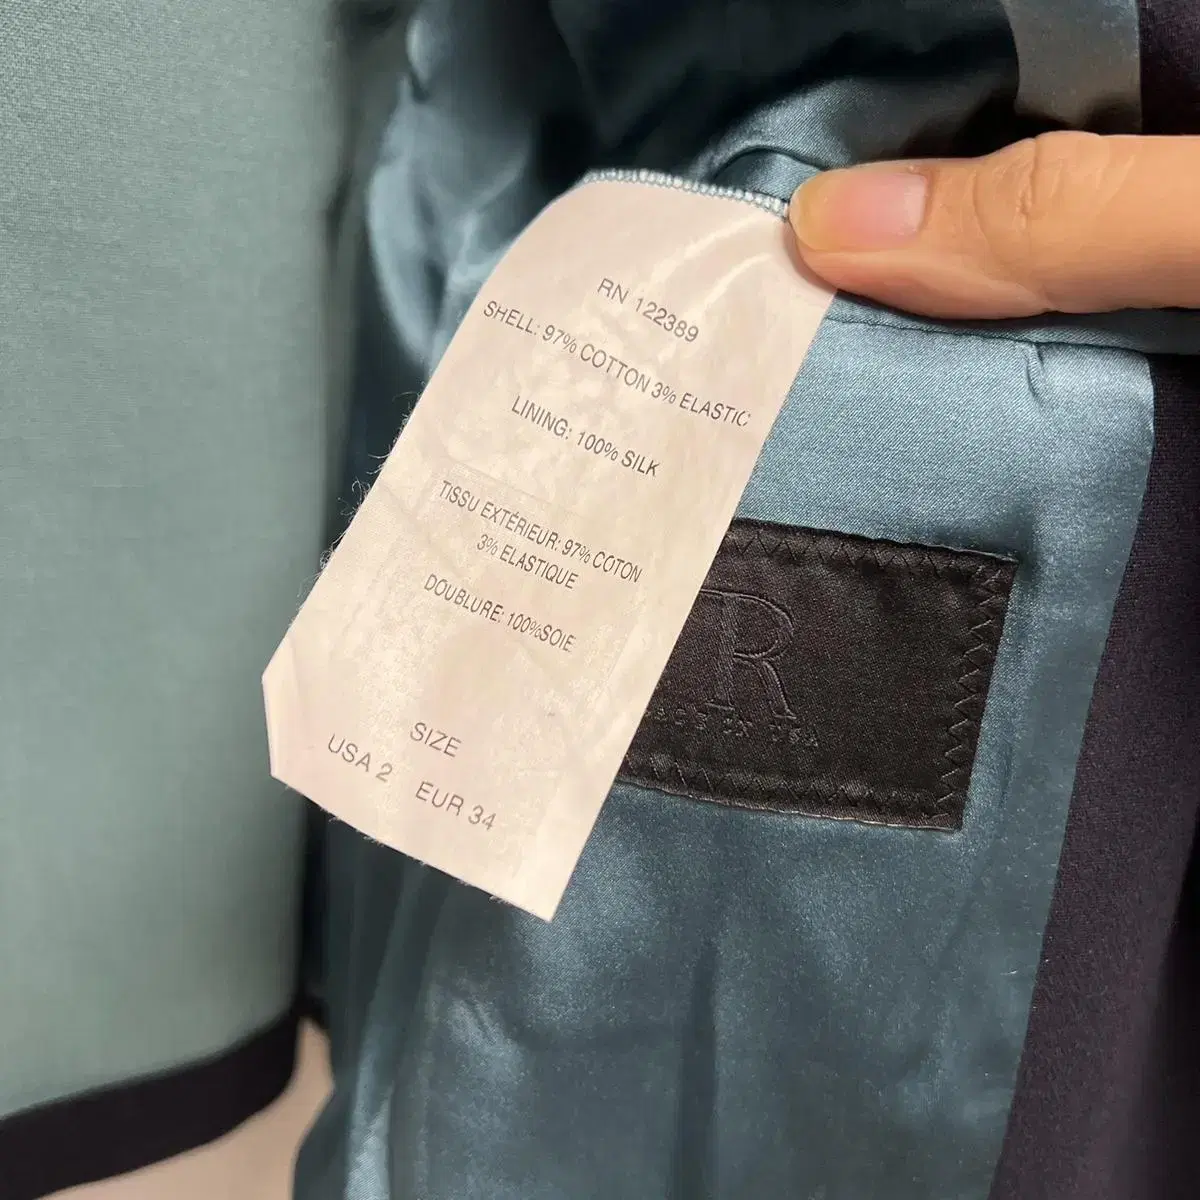 RN 122389
SHELL: 97% COTTON 3% ELASTIC
LINING: 100% SILK
TISSU EXTÉRIEUR: 97% COTON
3% ELASTIQUE
DOUBLURE: 100%SOIE
SIZE
USA 2 EUR 34
R
USA